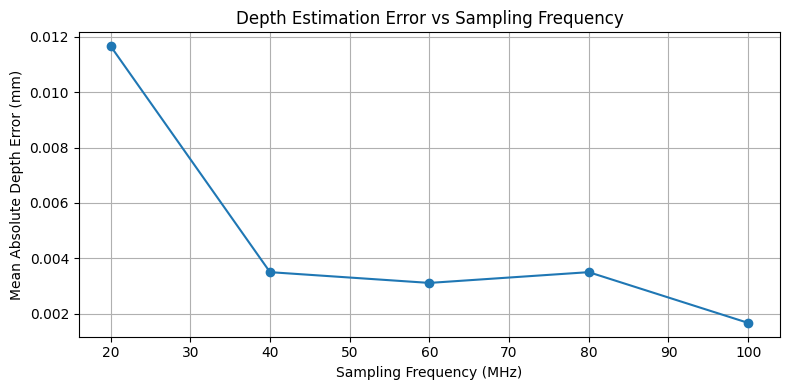 Depth Estimation Error vs Sampling Frequency
Mean Absolute Depth Error (mm)
0.012
0.010
0.008
0.006
0.004
0.002
20 30 40 50 60 70 80 90 100
Sampling Frequency (MHz)